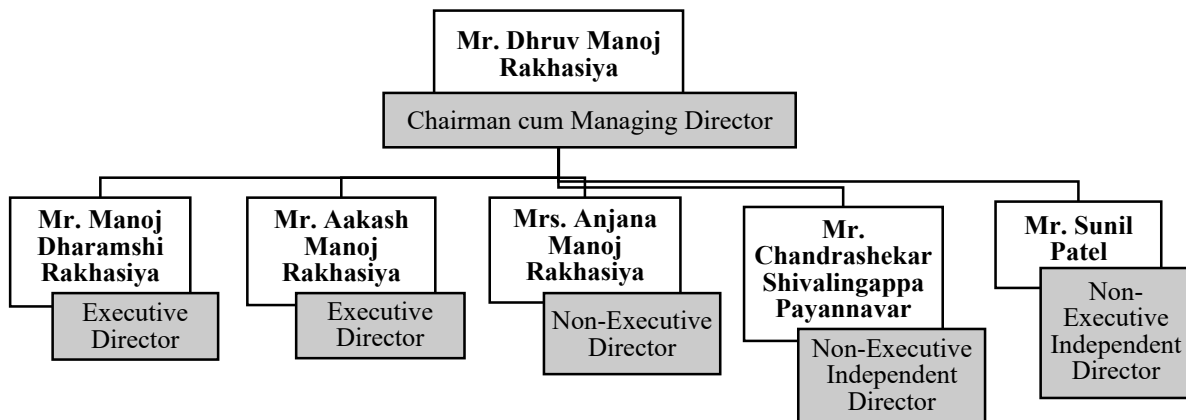 Mr. Dhruv Manoj
Rakhasiya
Chairman cum Managing Director
Mr. Manoj
Dharamshi
Rakhasiya
Executive
Director
Mr. Aakash
Manoj
Rakhasiya
Executive
Director
Mrs. Anjana
Manoj
Rakhasiya
Non-Executive
Director
Mr.
Chandrashekar
Shivalingappa
Payannavar
Non-Executive
Independent
Director
Mr. Sunil
Patel
Non-
Executive
Independent
Director